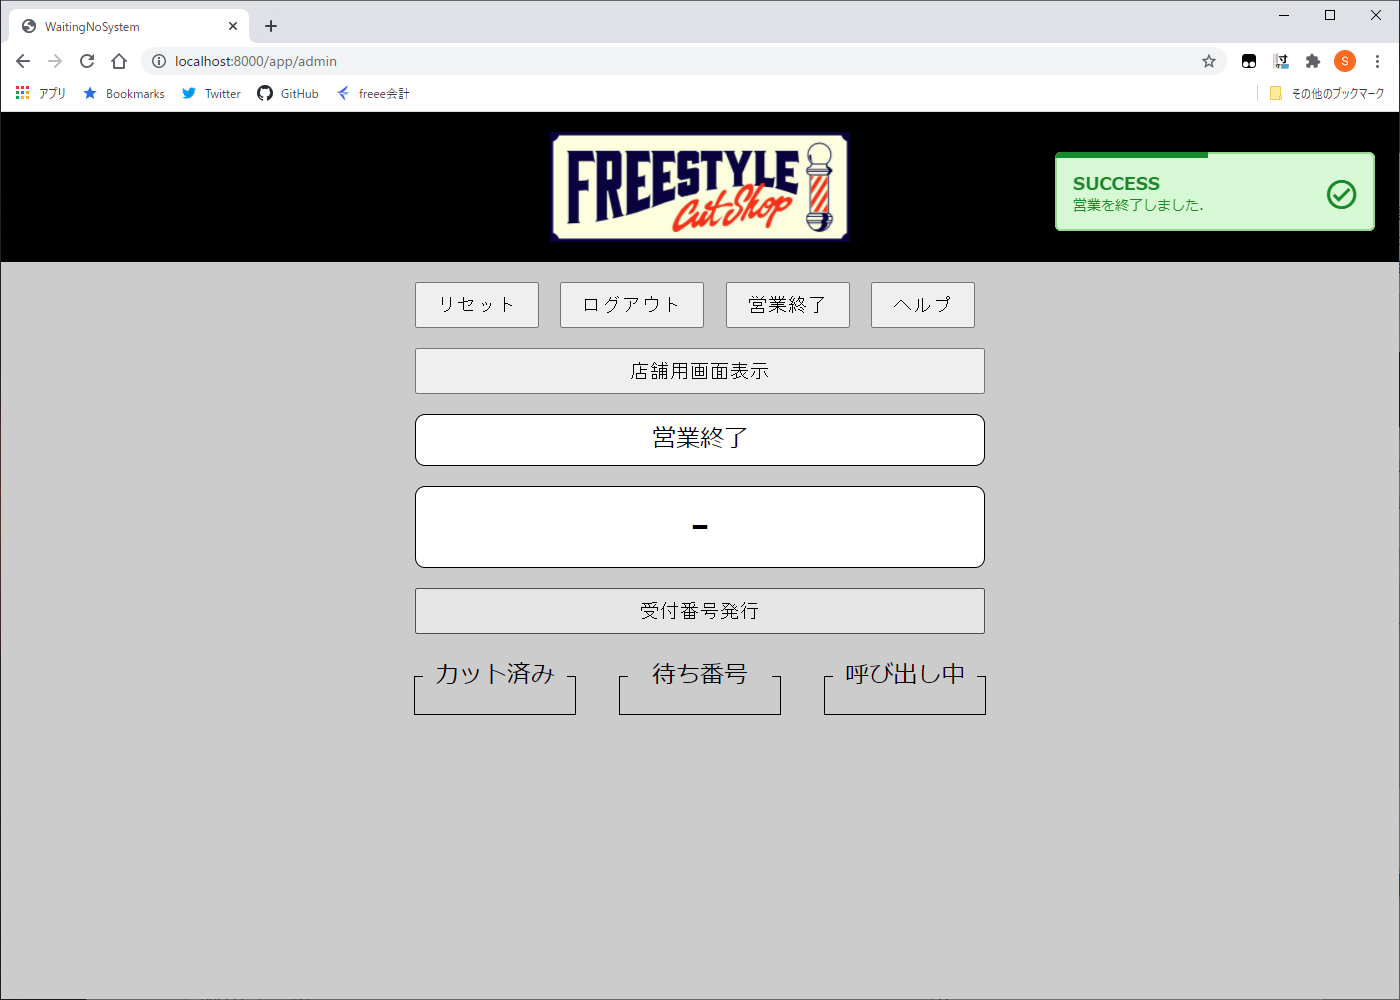 WaitingNoSystem
localhost:8000/app/admin
S
アプリ
Bookmarks
Twitter
GitHub
freee会計
その他のブックマーク
FREESTYLE
Cut Shop
SUCCESS
営業を終了しました.
リセット
ログアウト
営業終了
ヘルプ
店舗用画面表示
営業終了
-
受付番号発行
カット済み
待ち番号
呼び出し中